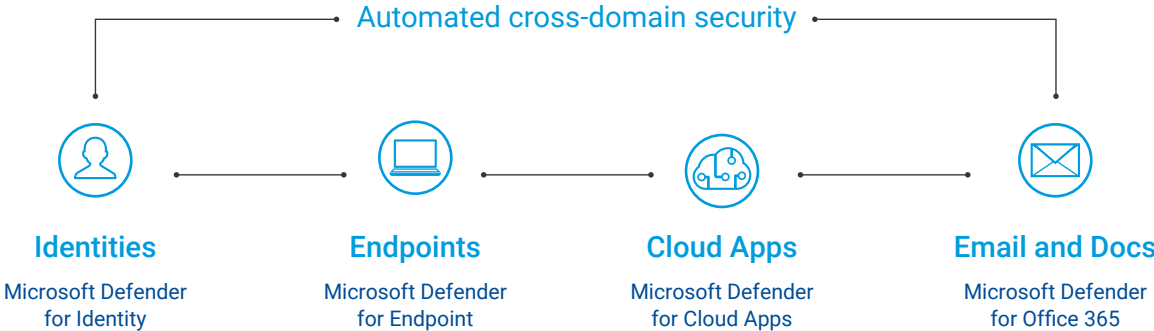 Automated cross-domain security
Identities
Microsoft Defender
for Identity
Endpoints
Microsoft Defender
for Endpoint
Cloud Apps
Microsoft Defender
for Cloud Apps
Email and Docs
Microsoft Defender
for Office 365